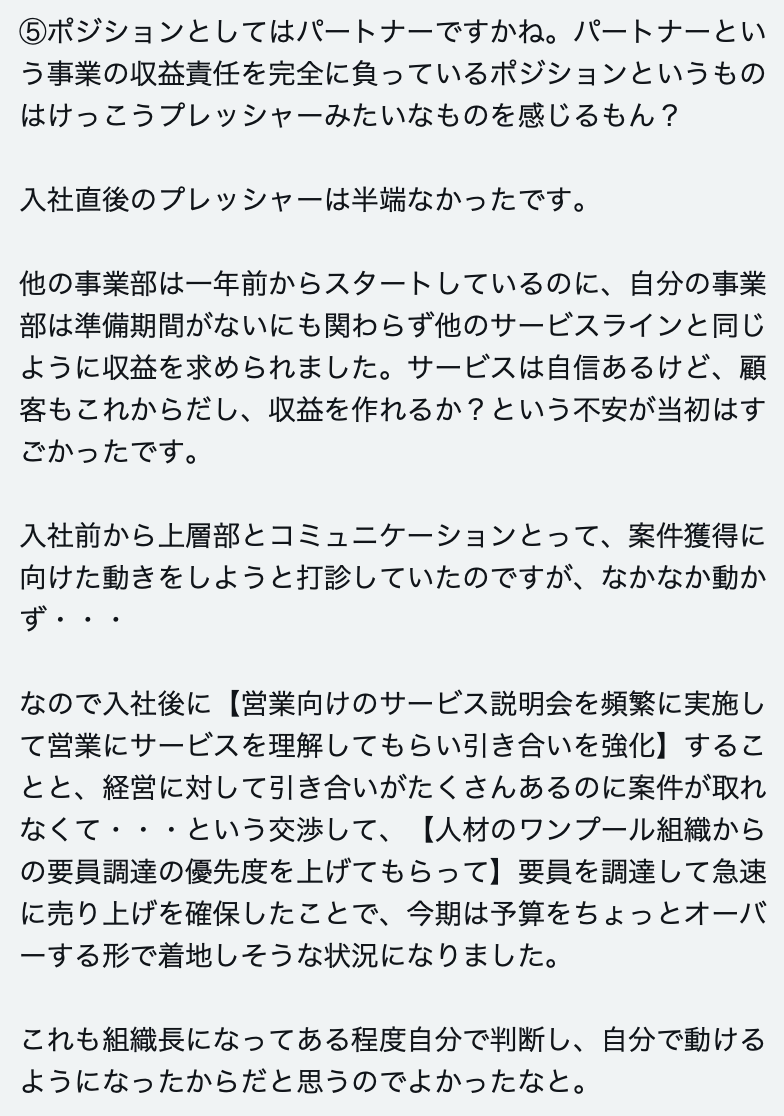 ⑤ポジションとしてはパートナーですかね。パートナーとい
う事業の収益責任を完全に負っているポジションというもの
はけっこうプレッシャーみたいなものを感じるもん？
入社直後のプレッシャーは半端なかったです。
他の事業部は一年前からスタートしているのに、自分の事業
部は準備期間がないにも関わらず他のサービスラインと同じ
ように収益を求められました。サービスは自信あるけど、顧
客もこれからだし、収益を作れるか？という不安が当初はす
ごかったです。
入社前から上層部とコミュニケーションとって、案件獲得に
向けた動きをしようと打診していたのですが、なかなか動か
ず・・・
なので入社後に【営業向けのサービス説明会を頻繁に実施し
て営業にサービスを理解してもらい引き合いを強化】するこ
とと、経営に対して引き合いがたくさんあるのに案件が取れ
なくて・・・という交渉して、【人材のワンプール組織から
の要員調達の優先度を上げてもらって】要員を調達して急速
に売り上げを確保したことで、今期は予算をちょっとオーバ
ーする形で着地しそうな状況になりました。
これも組織長になってある程度自分で判断し、自分で動ける
ようになったからだと思うのでよかったなと。